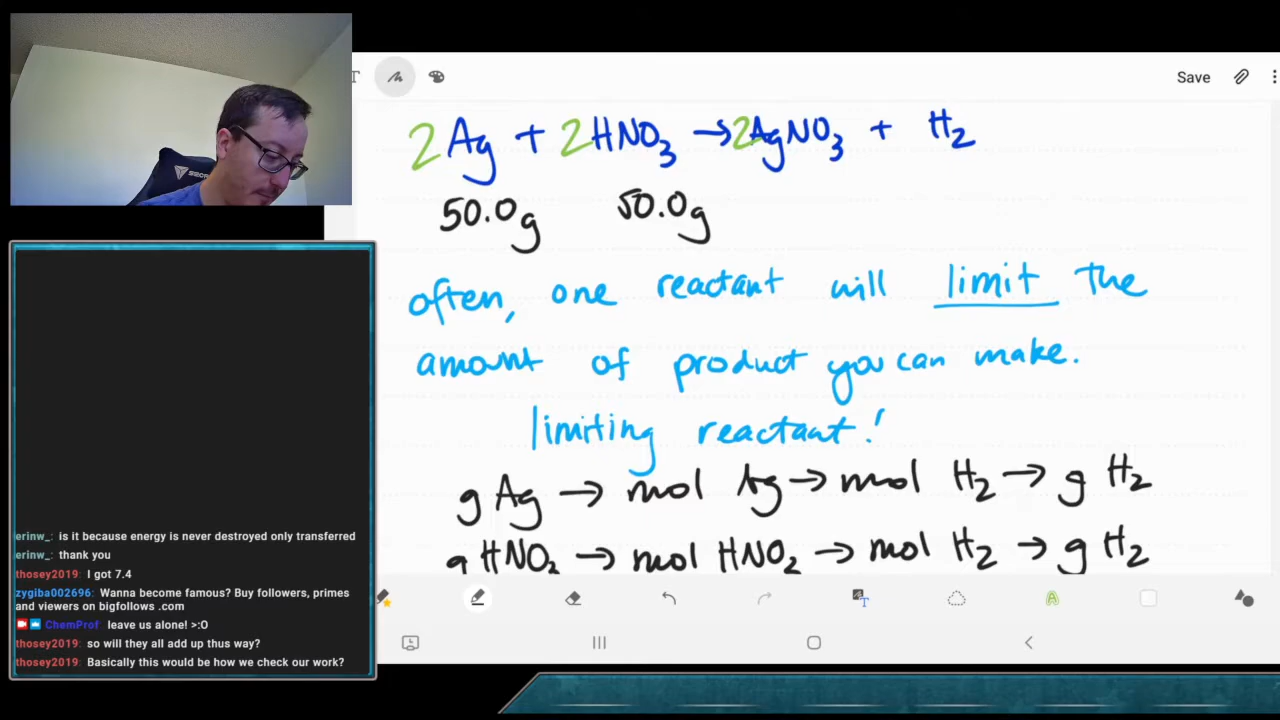 T
Save
2Ag + 2HNO3 → 2AgNO3 + H2
50.0g 50.0g
often, one reactant will limit the
amount of product you can make.
limiting reactant!
g Ag → mol Ag → mol H2 → g H2
g HNO3 → mol HNO3 → mol H2 → g H2
SECR
erinw_: is it because energy is never destroyed only transferred
erinw_: thank you
thosey2019: I got 7.4
zygiba002696: Wanna become famous? Buy followers, primes
and viewers on bigfollows .com
ChemProf: leave us alone! >:O
thosey2019: so will they all add up thus way?
thosey2019: Basically this would be how we check our work?
T
A